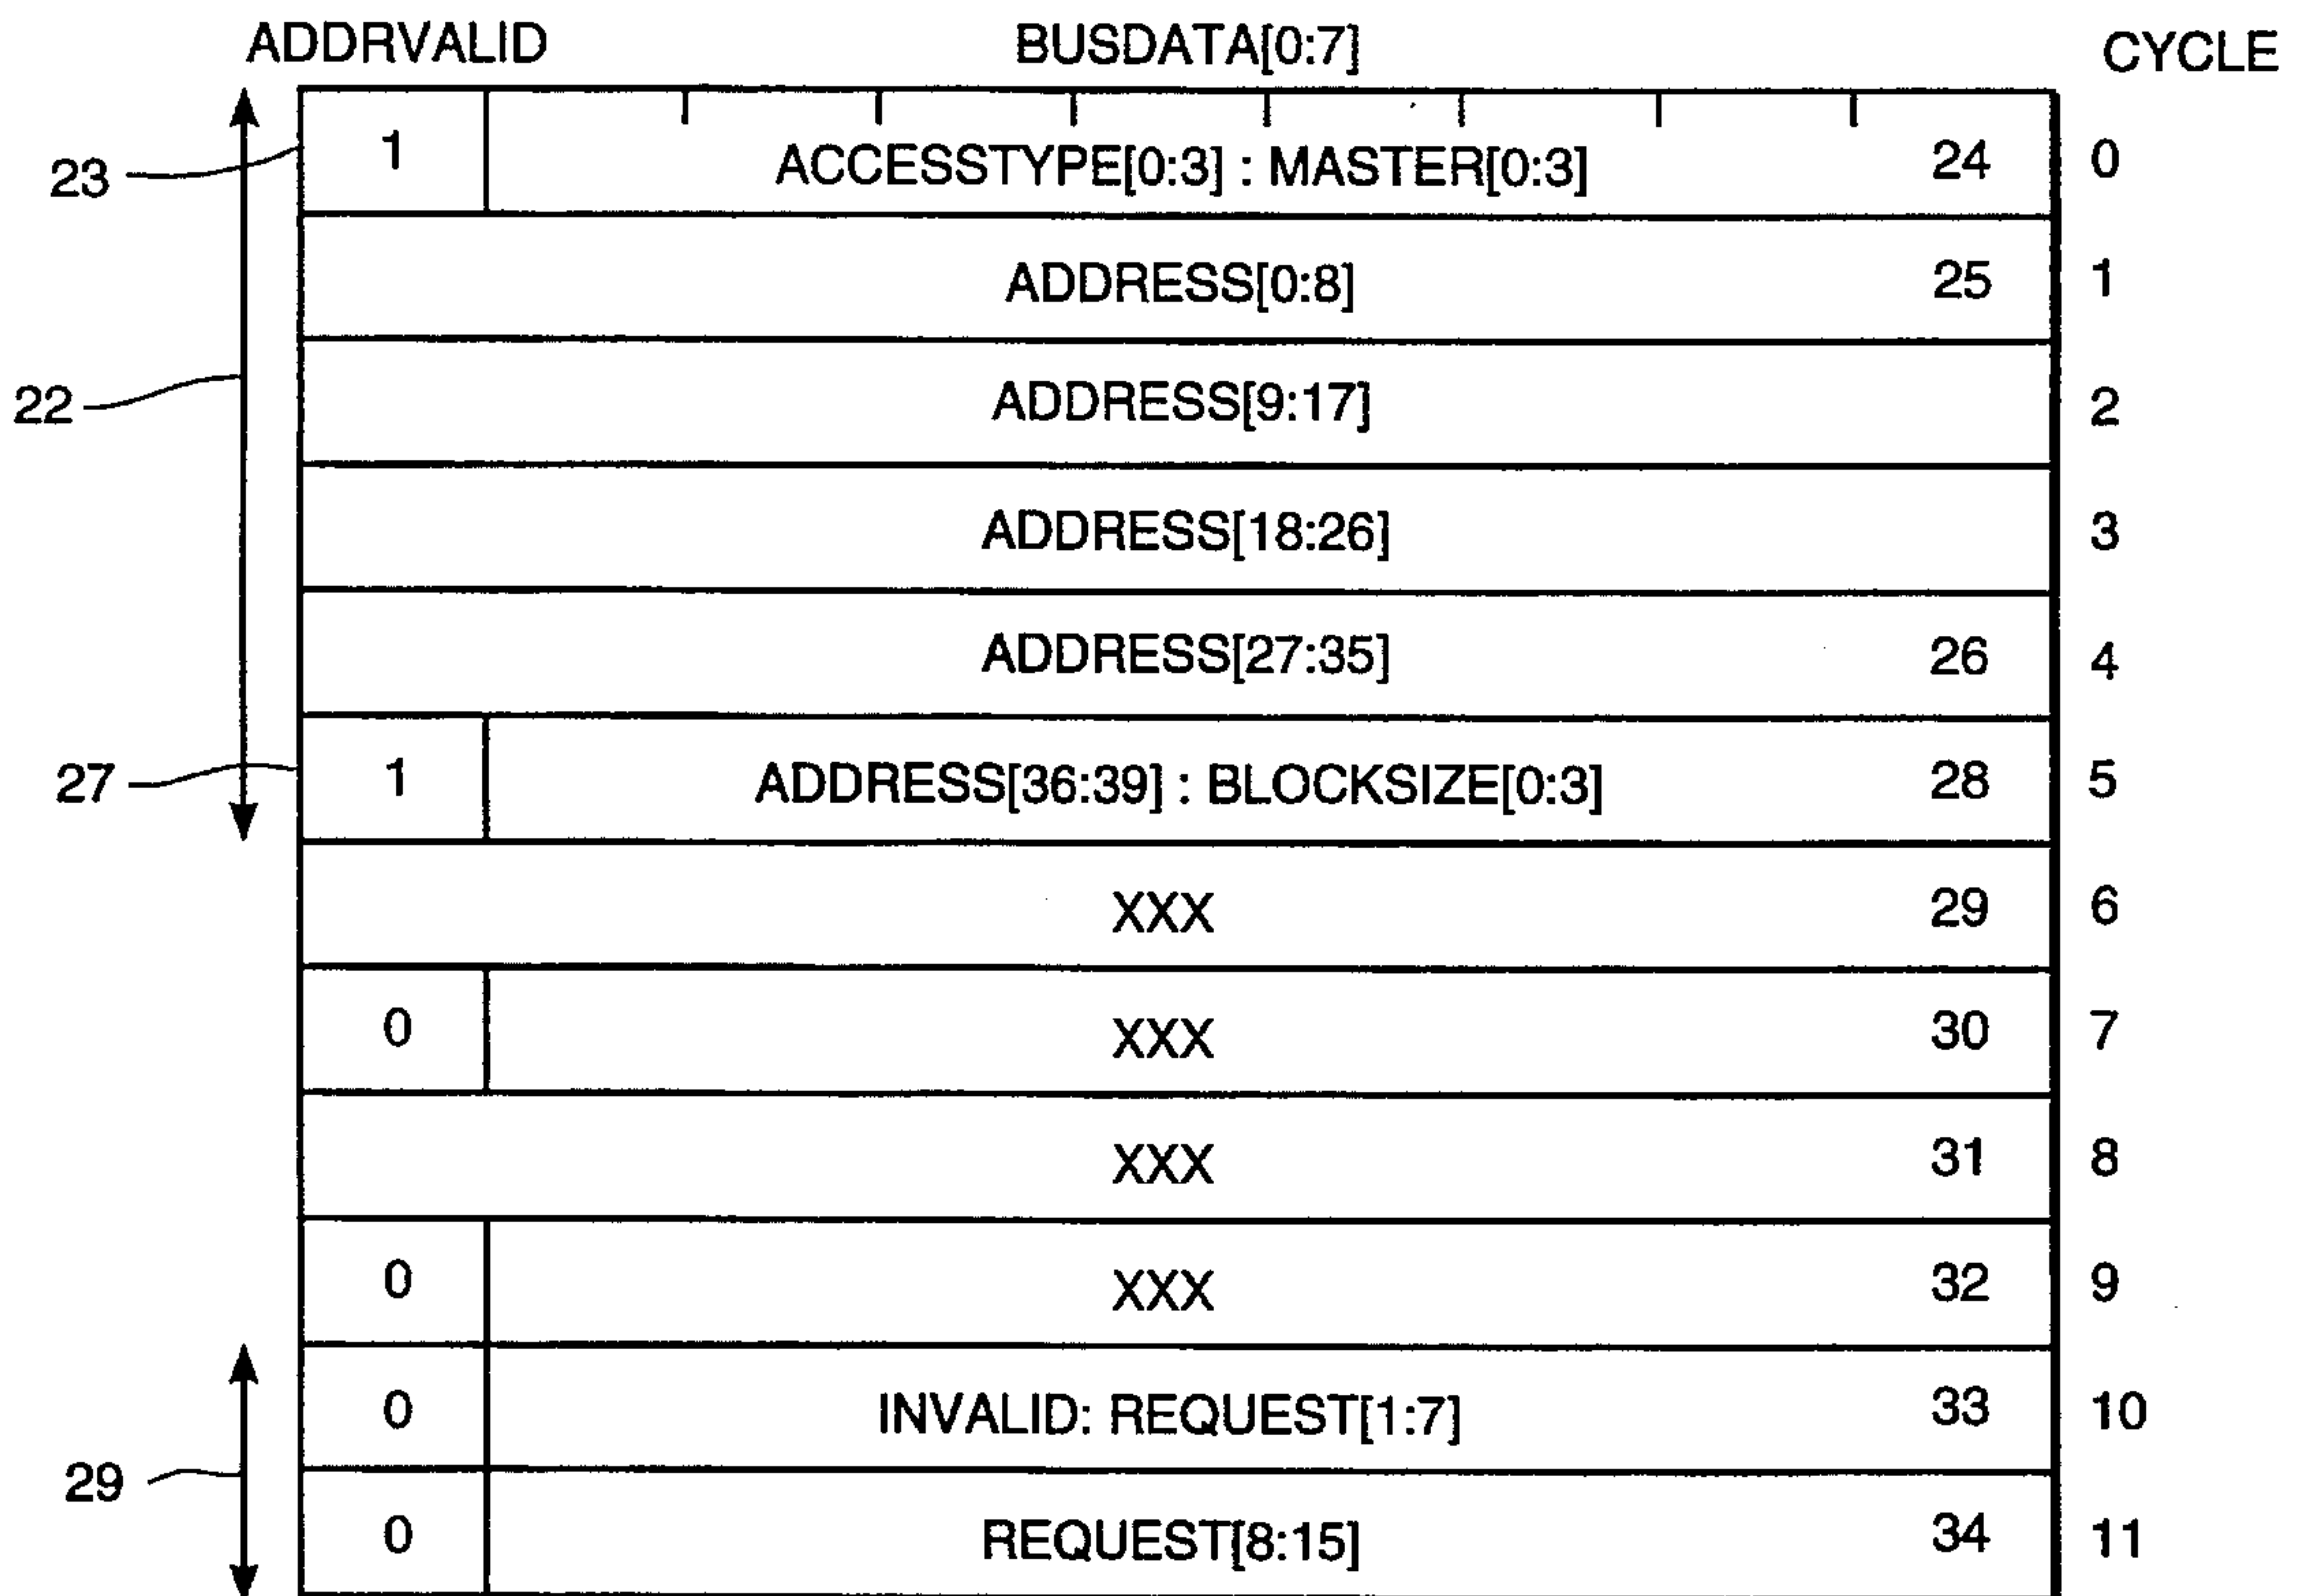 ADDRVALID BUSDATA[0:7] CYCLE
23 1 ACCESSTYPE[0:3] : MASTER[0:3] 24 0
ADDRESS[0:8] 25 1
22 ADDRESS[9:17] 2
ADDRESS[18:26] 3
ADDRESS[27:35] 26 4
27 1 ADDRESS[36:39] : BLOCKSIZE[0:3] 28 5
XXX 29 6
0 XXX 30 7
XXX 31 8
0 XXX 32 9
0 INVALID: REQUEST[1:7] 33 10
29 0 REQUEST[8:15] 34 11